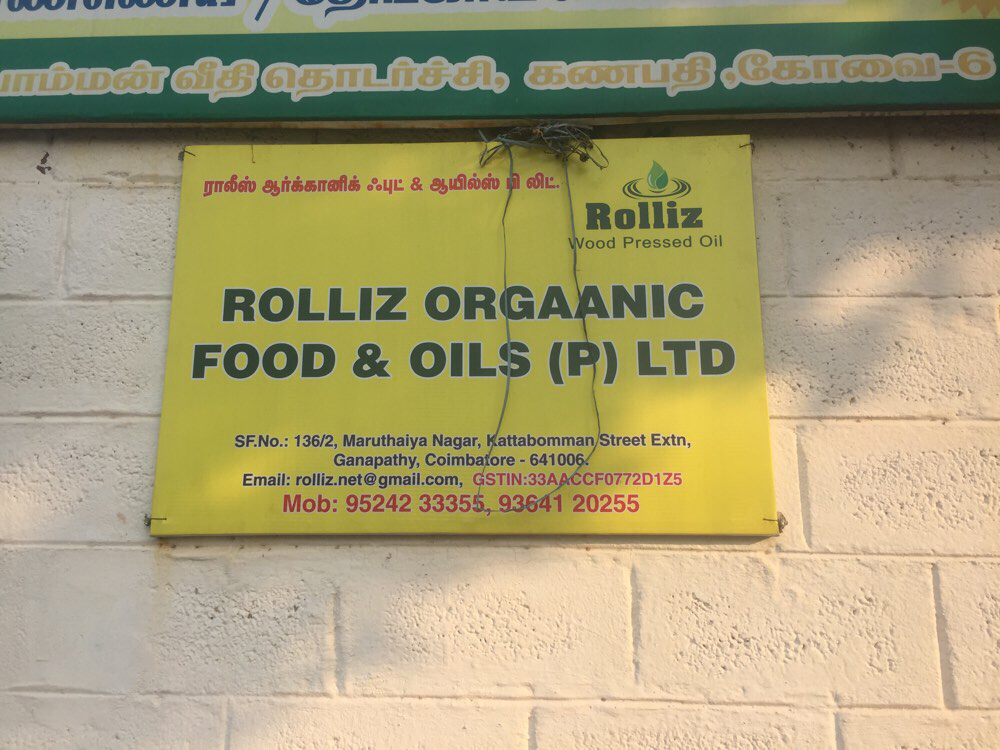 வீதி தொடர்ச்சி, கணபதி ,கோவை-6
ராலீஸ் ஆர்க்கானிக் ஃபுட் & ஆயில்ஸ் பி லிட்.
Rolliz
Wood Pressed Oil
ROLLIZ ORGAANIC
FOOD & OILS (P) LTD
SF.No.: 136/2, Maruthaiya Nagar, Kattabomman Street Extn,
Ganapathy, Coimbatore - 641006.
Email: rolliz.net@gmail.com, GSTIN:33AACCF0772D1Z5
Mob: 95242 33355, 93641 20255